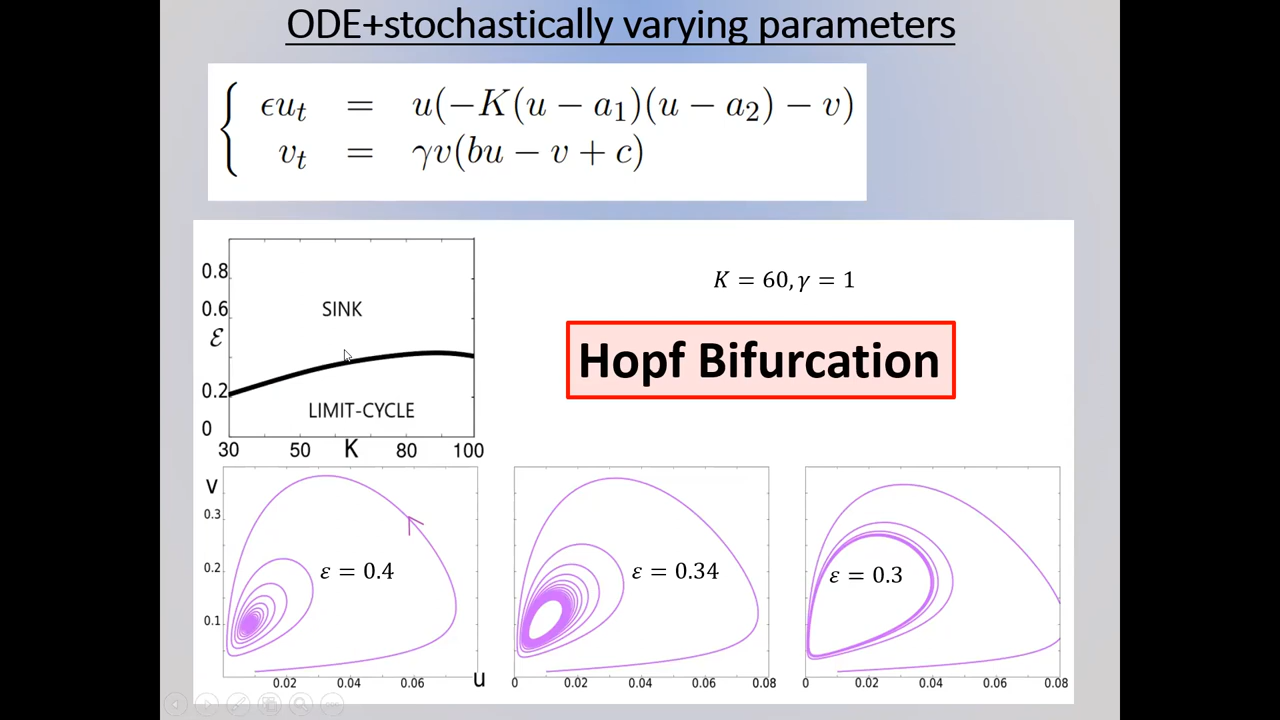 ODE+stochastically varying parameters
ϵu_t = u(−K(u − a_1)(u − a_2) − v)
v_t = γv(bu − v + c)
0.8
0.6
ℰ
0.2
0
SINK
LIMIT-CYCLE
30 50 K 80 100
K = 60, γ = 1
Hopf Bifurcation
v
0.3
0.2
0.1
ε = 0.4
0.02 0.04 0.06 u
ε = 0.34
0 0.02 0.04 0.06 0.08
ε = 0.3
0 0.02 0.04 0.06 0.08